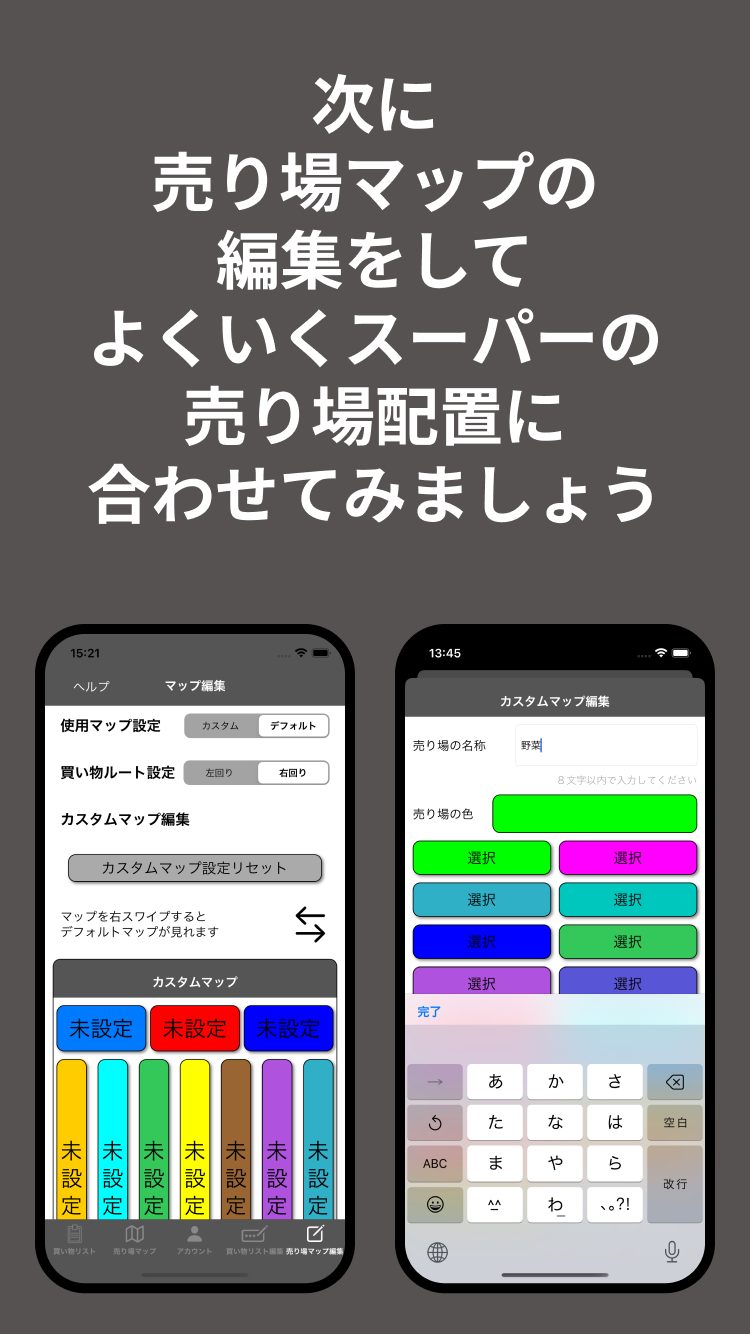 次に
売り場マップの
編集をして
よくいくスーパーの
売り場配置に
合わせてみましょう
15:21
ヘルプ
マップ編集
使用マップ設定
カスタム
デフォルト
買い物ルート設定
左回り
右回り
カスタムマップ編集
カスタムマップ設定リセット
マップを右スワイプすると
デフォルトマップが見れます
カスタムマップ
未設定
未設定
未設定
未設定
未設定
未設定
未設定
未設定
未設定
未設定
買い物リスト
売り場マップ
アカウント
買い物リスト編集
売り場マップ編集
13:45
カスタムマップ編集
売り場の名称
野菜
8文字以内で入力してください
売り場の色
選択
選択
選択
選択
選択
選択
選択
選択
完了
→
あ
か
さ
た
な
は
空白
ABC
ま
や
ら
改行
^^
わ_
、。?!